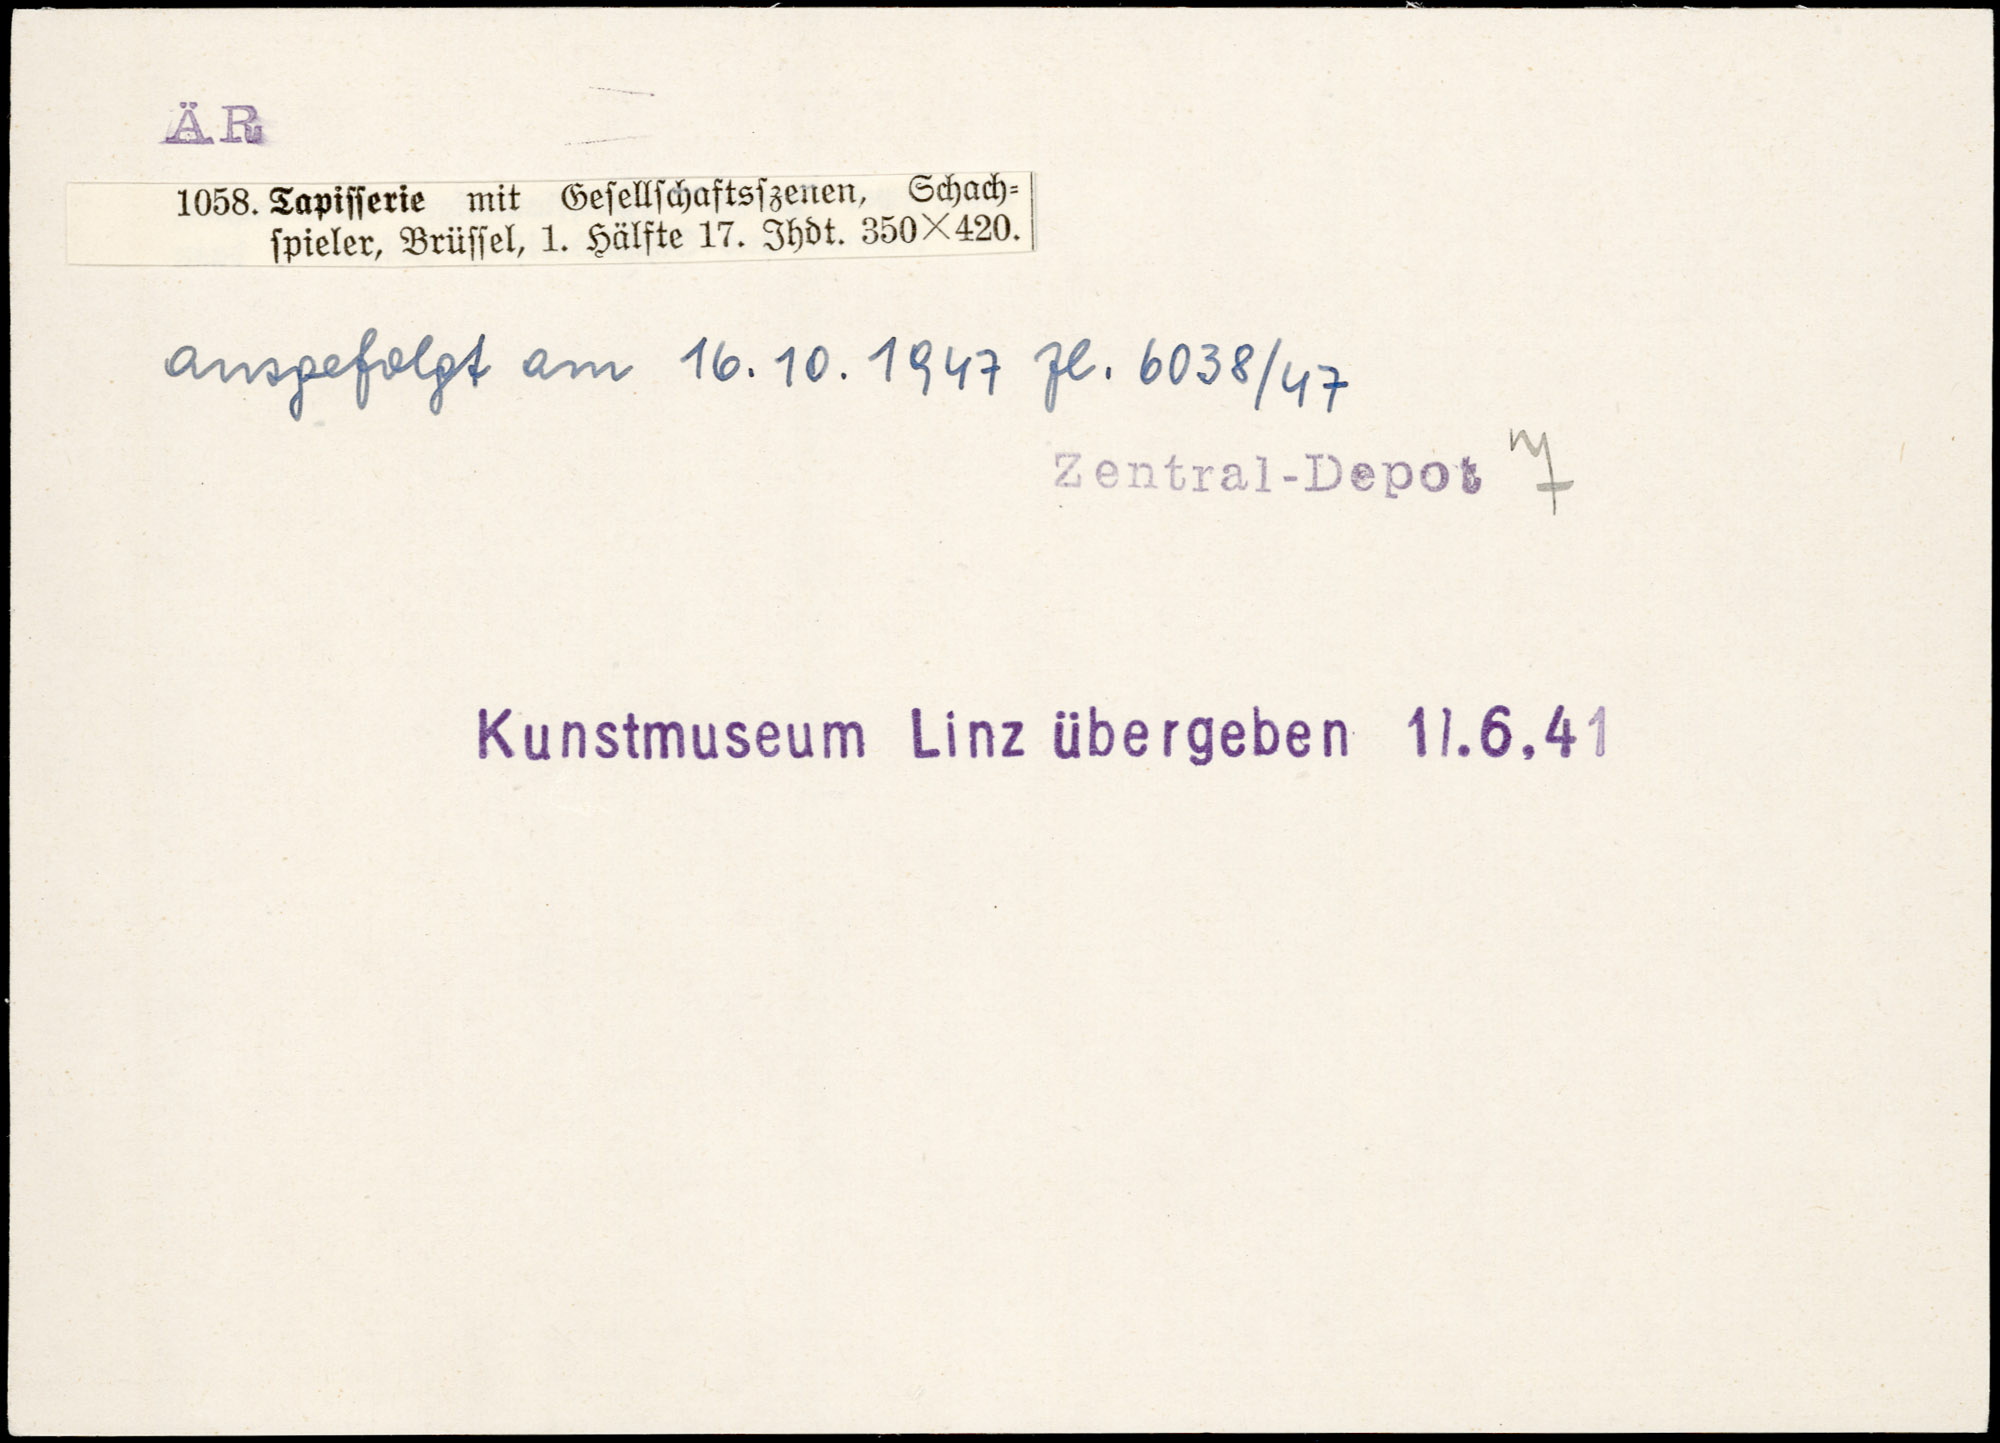 ÄR
1058. Tapisserie mit Gesellschaftsszenen, Schach-
spieler, Brüssel, 1. Hälfte 17. Jhdt. 350×420.
ausgefolgt am 16.10.1947 Zl. 6038/47
Zentral-Depot
Kunstmuseum Linz übergeben 11.6.41